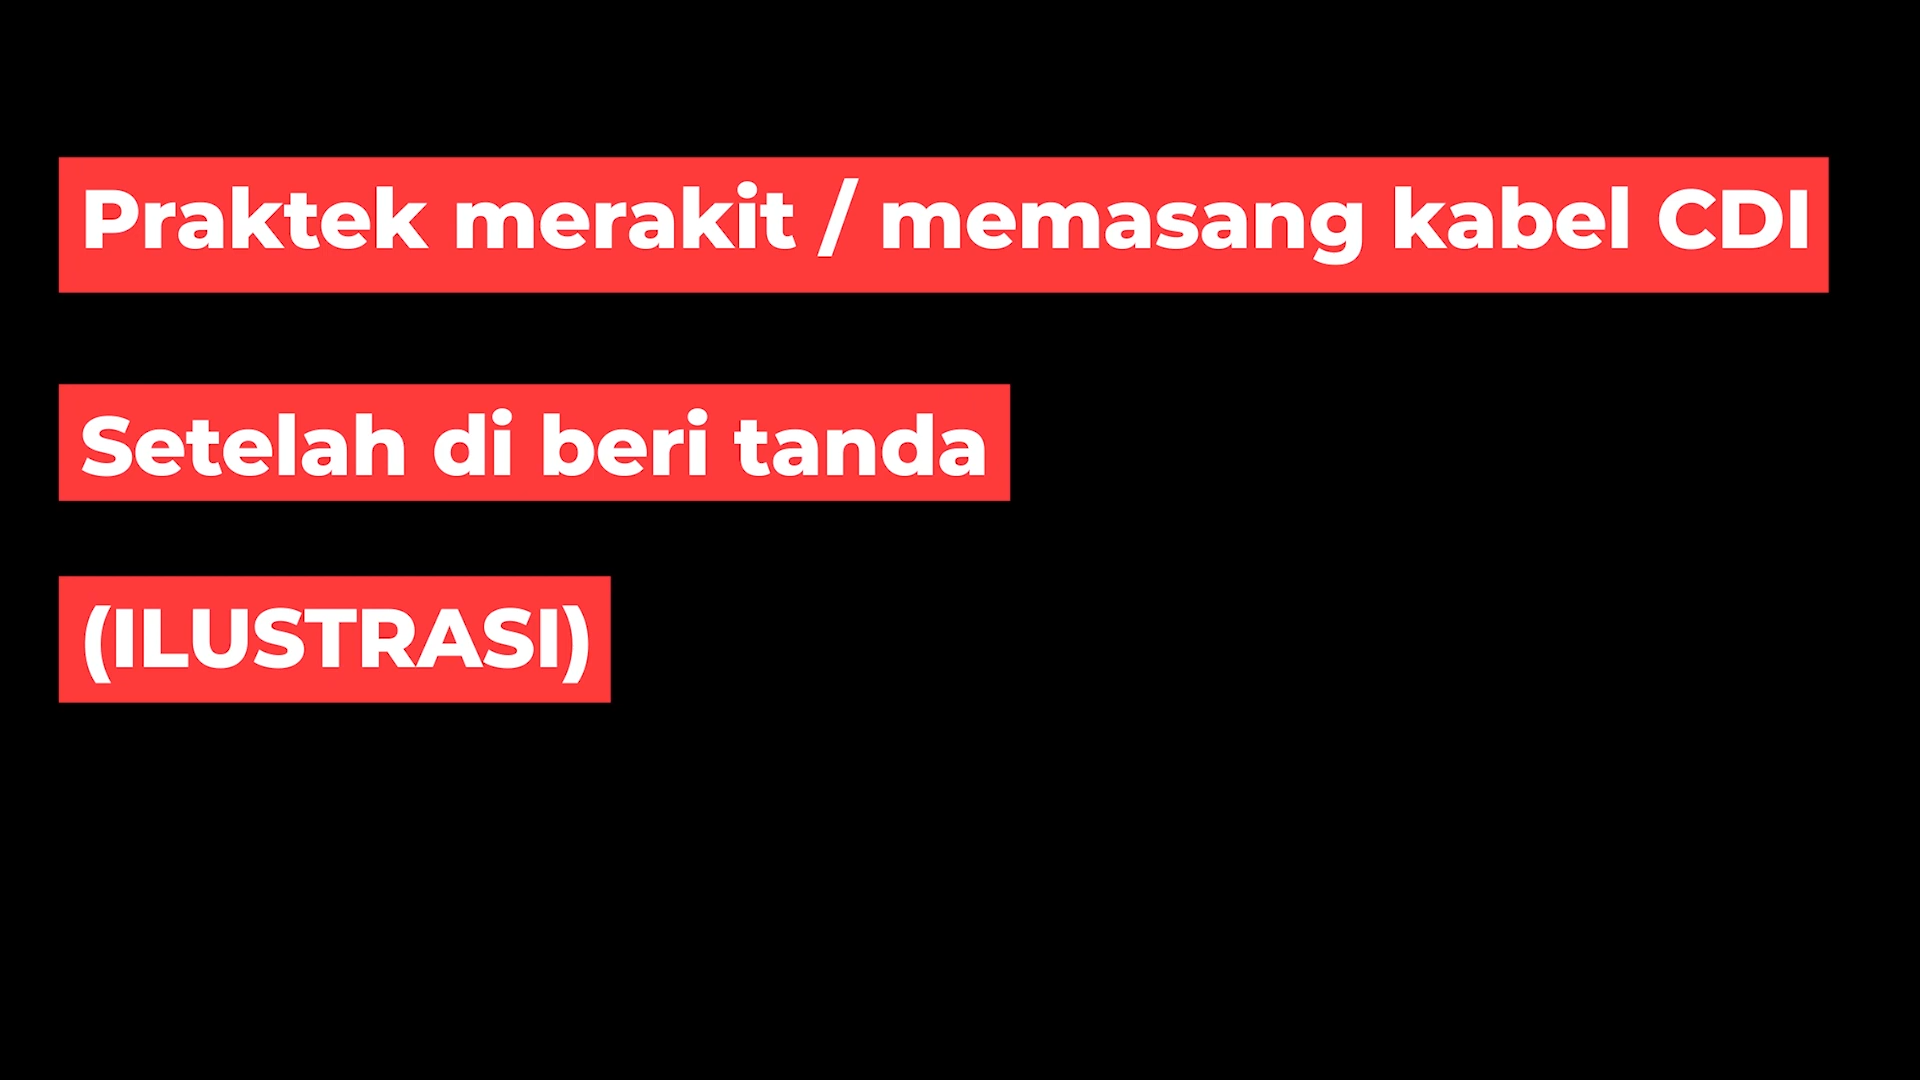 Praktek merakit / memasang kabel CDI
Setelah di beri tanda
(ILUSTRASI)